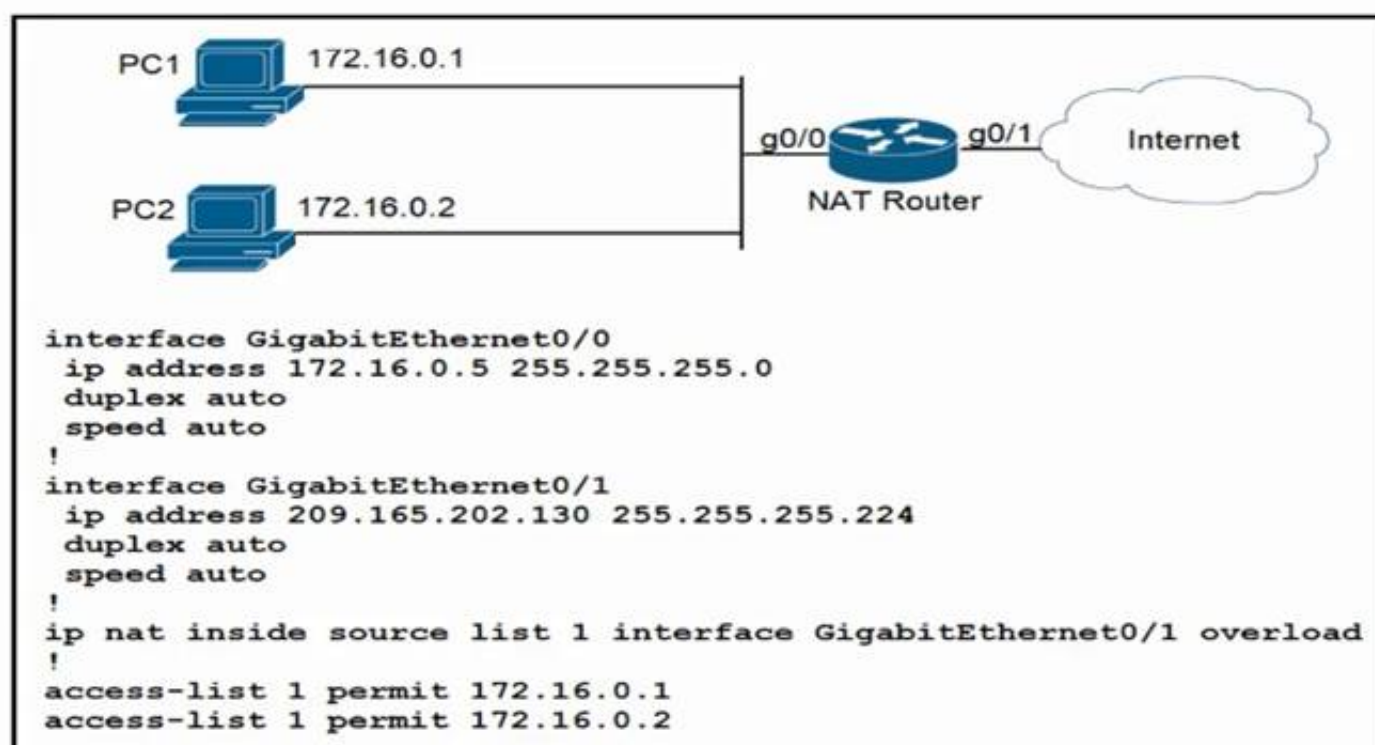 PC1
172.16.0.1
g0/0
g0/1
Internet
PC2
172.16.0.2
NAT Router
interface GigabitEthernet0/0
ip address 172.16.0.5 255.255.255.0
duplex auto
speed auto
!
interface GigabitEthernet0/1
ip address 209.165.202.130 255.255.255.224
duplex auto
speed auto
!
ip nat inside source list 1 interface GigabitEthernet0/1 overload
!
access-list 1 permit 172.16.0.1
access-list 1 permit 172.16.0.2